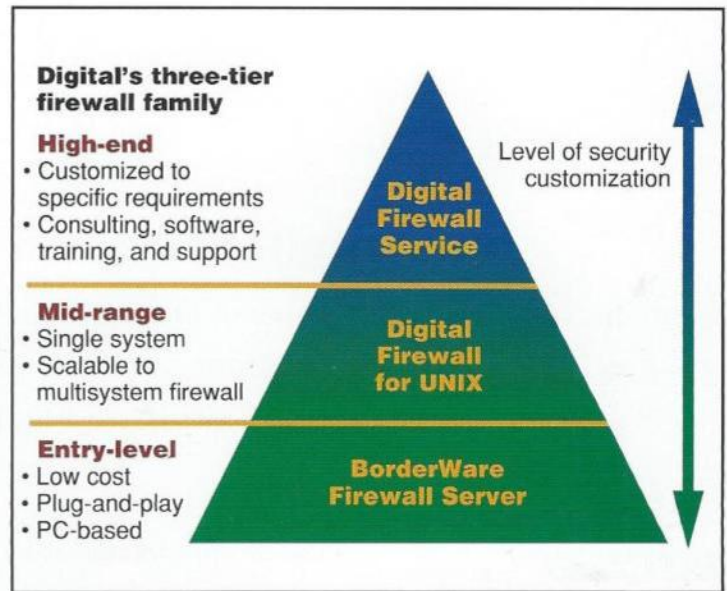 Digital's three-tier
firewall family
High-end
• Customized to
specific requirements
• Consulting, software,
training, and support
Mid-range
• Single system
• Scalable to
multisystem firewall
Entry-level
• Low cost
• Plug-and-play
• PC-based
Digital
Firewall
Service
Digital
Firewall
for UNIX
BorderWare
Firewall Server
Level of security
customization